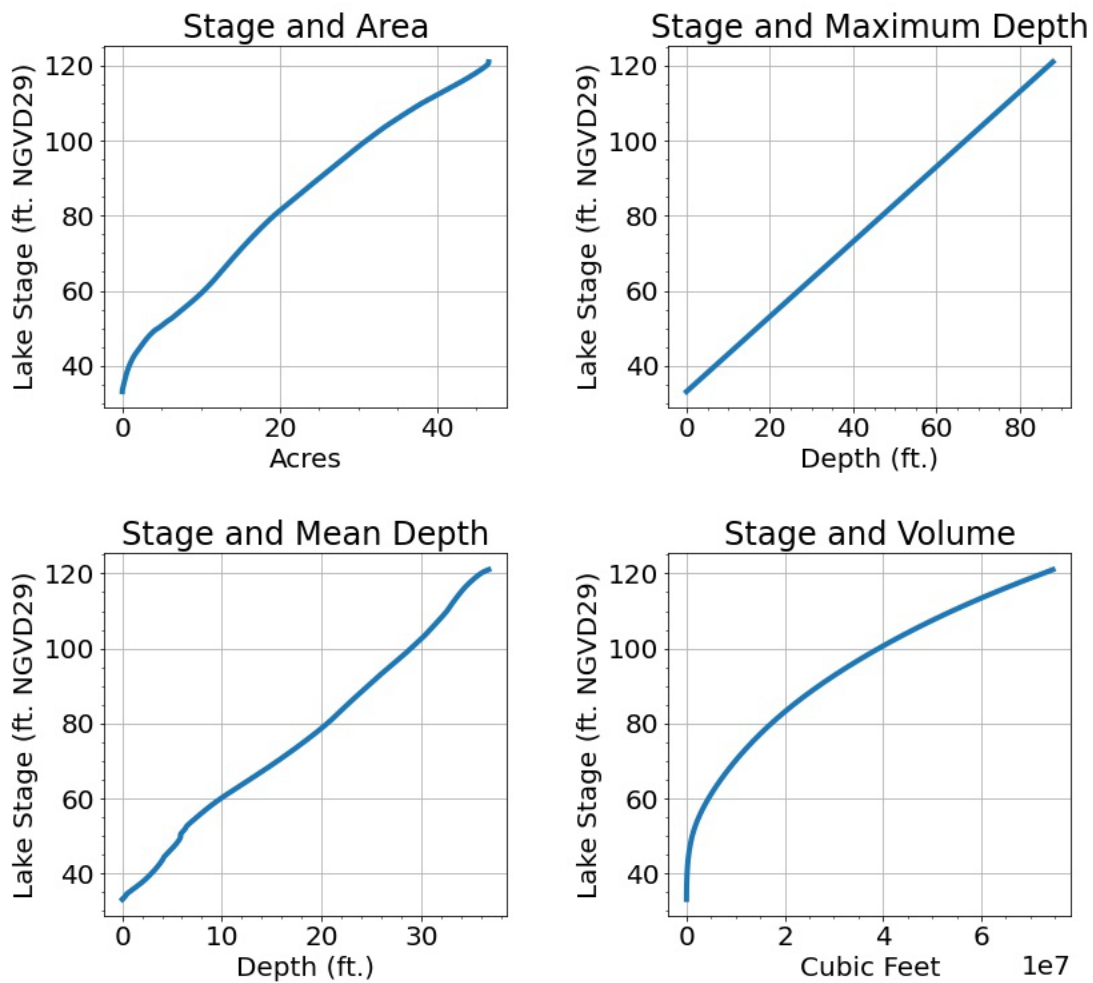 Stage and Area
Lake Stage (ft. NGVD29)
120
100
80
60
40
0 20 40
Acres
Stage and Maximum Depth
Lake Stage (ft. NGVD29)
120
100
80
60
40
0 20 40 60 80
Depth (ft.)
Stage and Mean Depth
Lake Stage (ft. NGVD29)
120
100
80
60
40
0 10 20 30
Depth (ft.)
Stage and Volume
Lake Stage (ft. NGVD29)
120
100
80
60
40
0 2 4 6
Cubic Feet 1e7